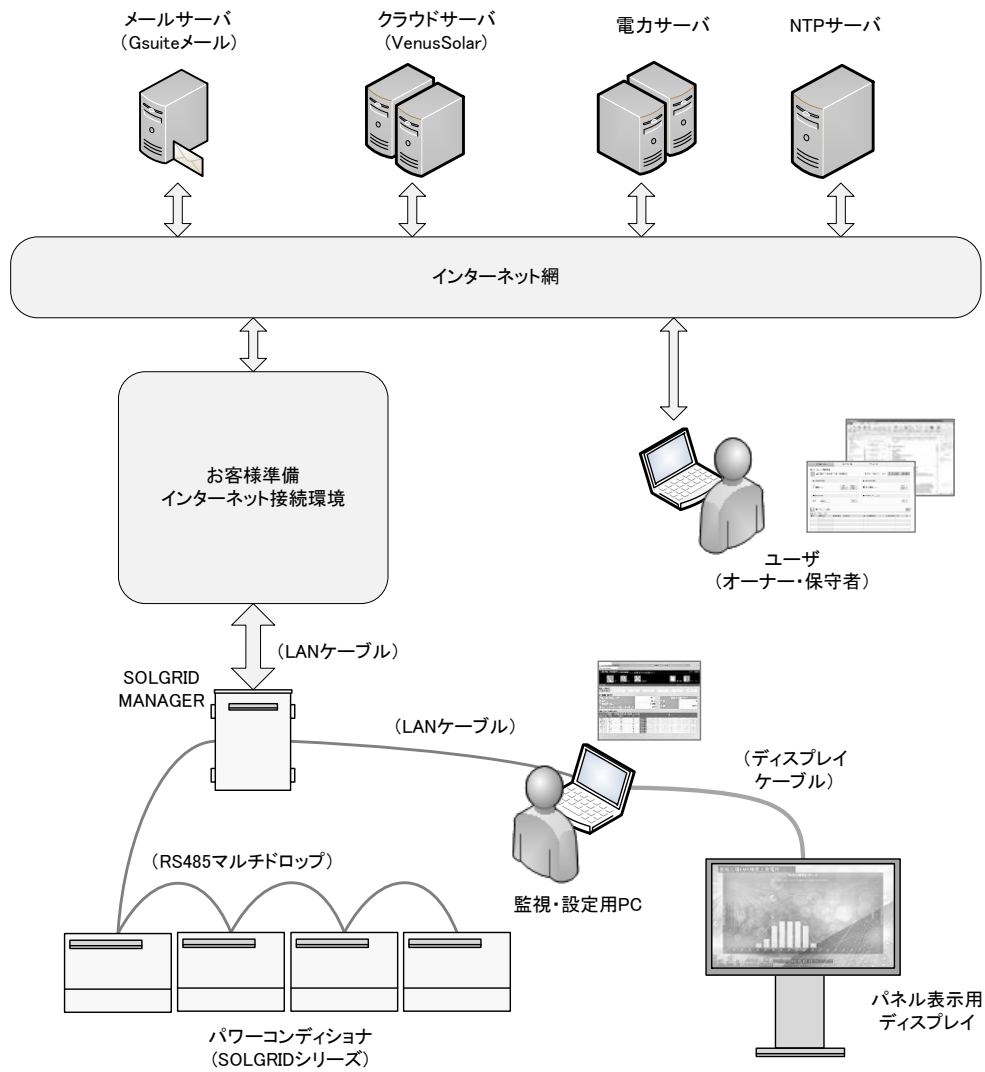 メールサーバ
（Gsuiteメール）
クラウドサーバ
（VenusSolar）
電力サーバ
NTPサーバ
インターネット網
お客様準備
インターネット接続環境
ユーザ
（オーナー・保守者）
（LANケーブル）
SOLGRID
MANAGER
（LANケーブル）
（ディスプレイ
ケーブル）
（RS485マルチドロップ）
監視・設定用PC
パネル表示用
ディスプレイ
パワーコンディショナ
（SOLGRIDシリーズ）